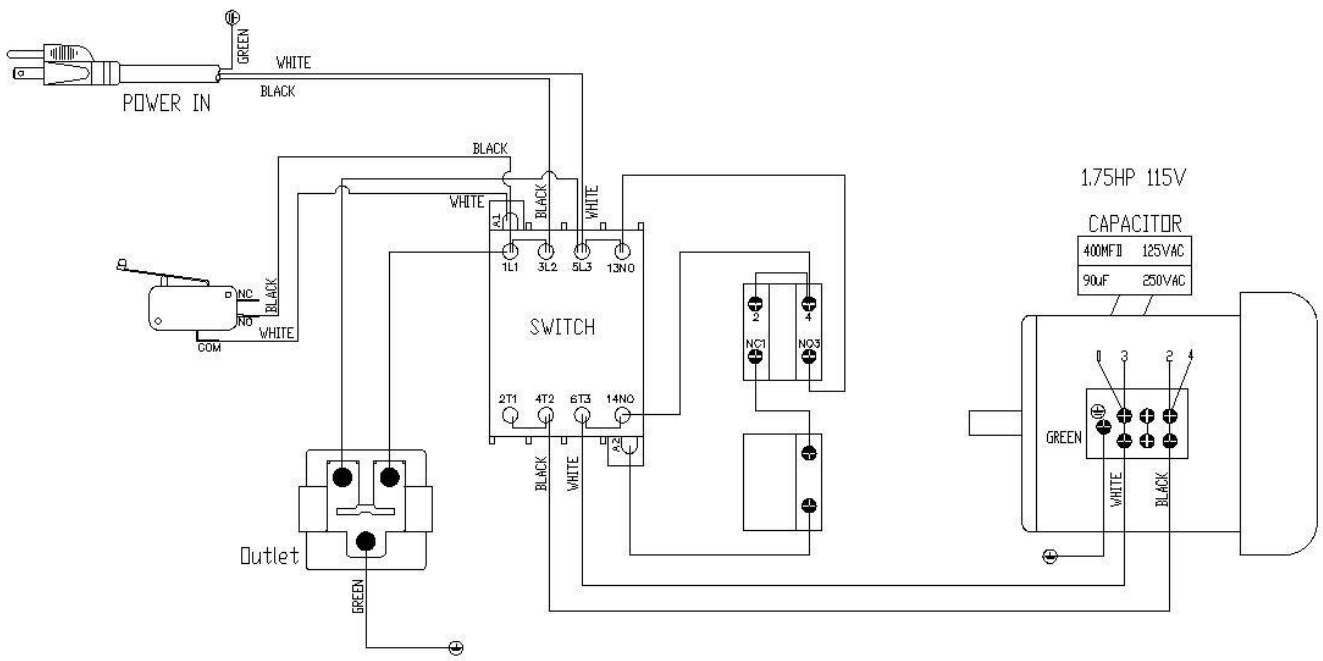 GREEN
WHITE
BLACK
POWER IN
BLACK
WHITE
BLACK
WHITE
A1
1L1 3L2 5L3 13NO
NC
NO
BLACK
WHITE
COM
SWITCH
2T1 4T2 6T3 14NO
A2
BLACK
WHITE
2 4
NC1 NO3
Outlet
GREEN
1.75HP 115V
CAPACITOR
400MFD 125VAC
90uF 250VAC
0 3 2 4
GREEN
WHITE
BLACK